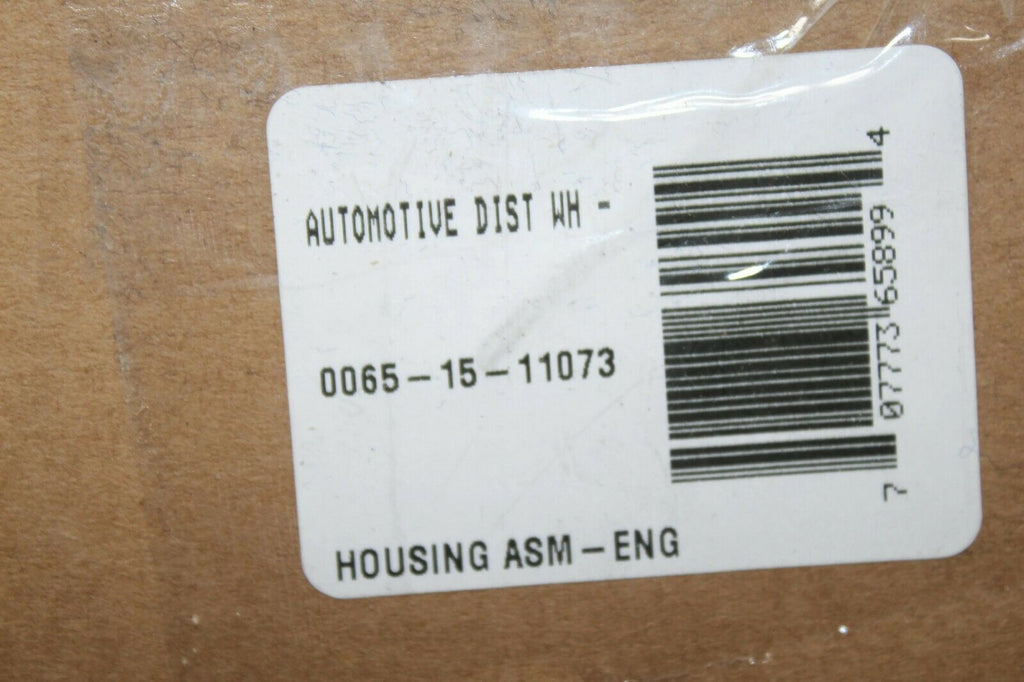 AUTOMOTIVE DIST WH -
0065-15-11073
HOUSING ASM-ENG
7 07773 65899 4